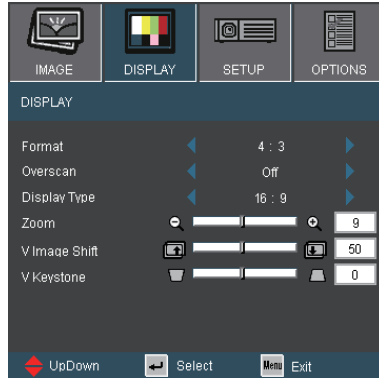 IMAGE DISPLAY SETUP OPTIONS
DISPLAY
Format 4 : 3
Overscan Off
Display Type 16 : 9
Zoom 9
V Image Shift 50
V Keystone 0
UpDown Select Menu Exit